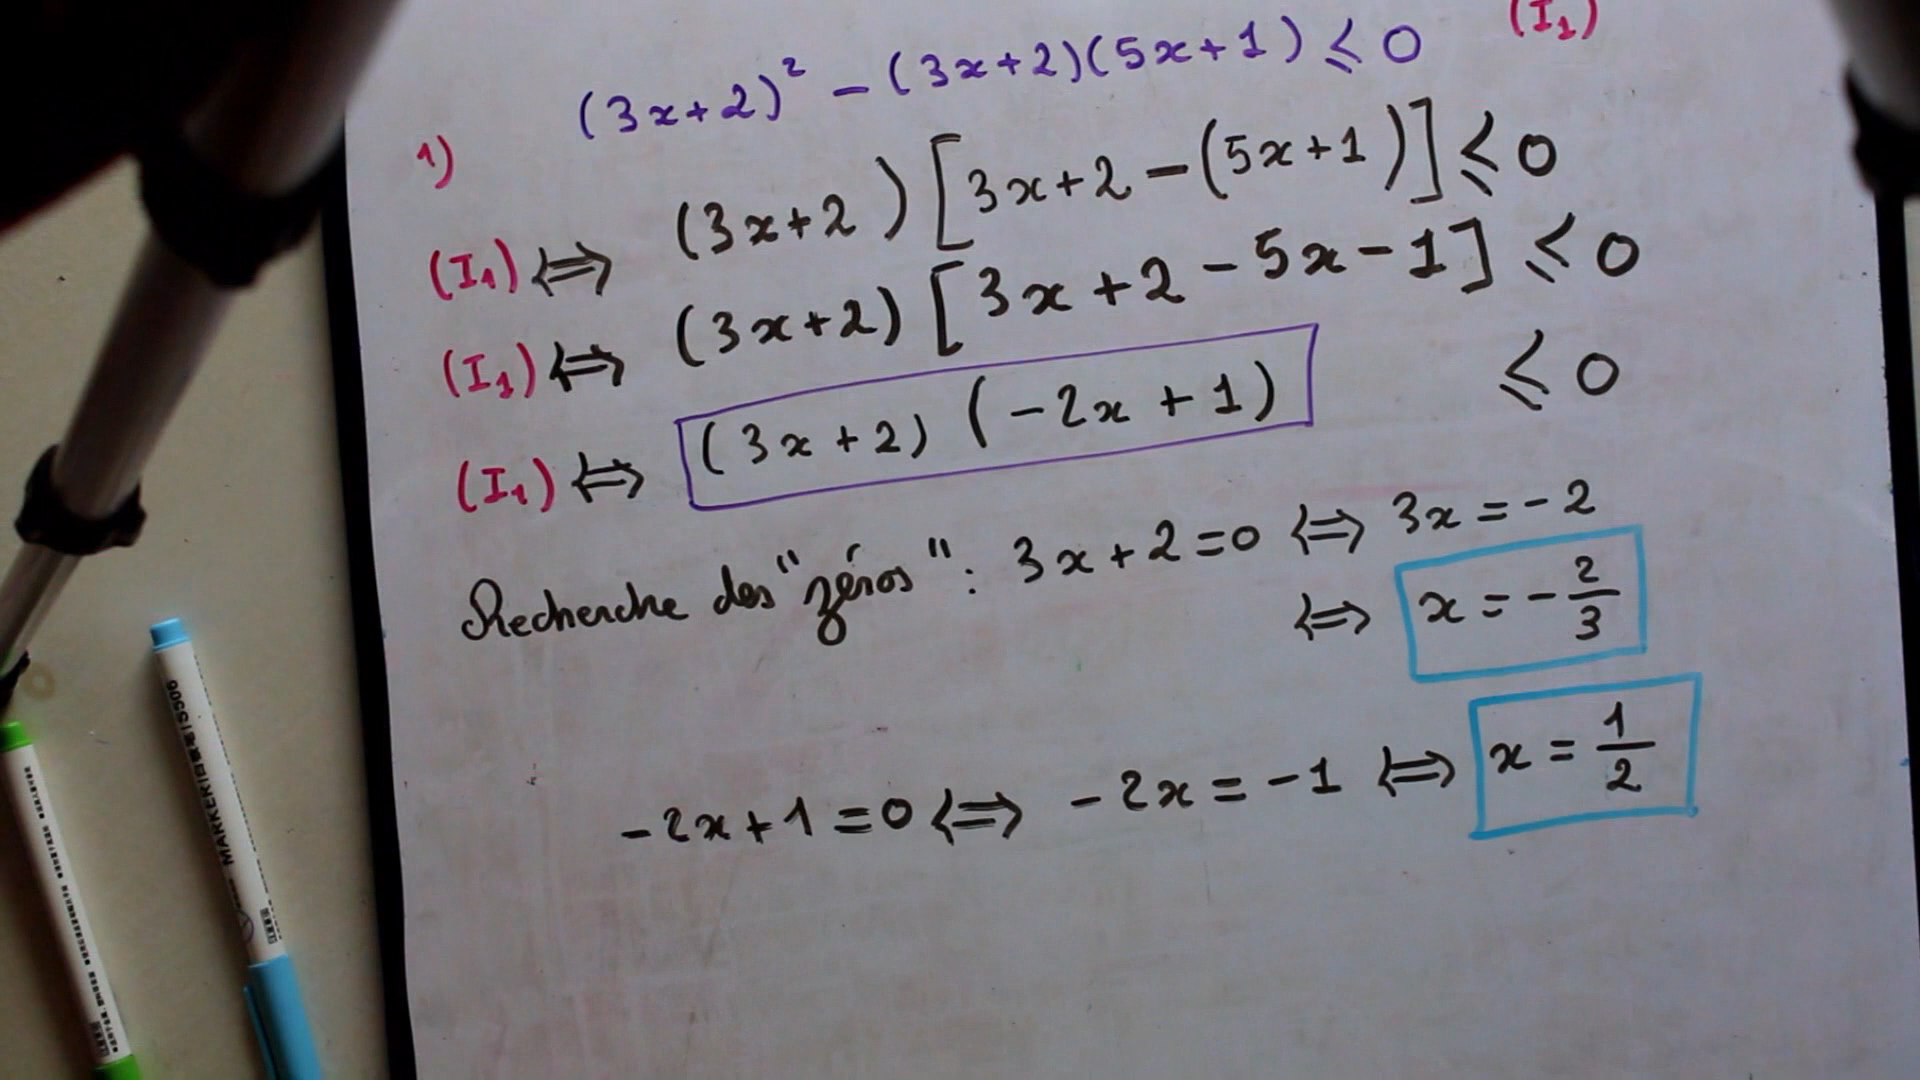 (I₁)
(3x+2)² - (3x+2)(5x+1) ⩽ 0
1)
(I₁) ⟺ (3x+2) [3x+2 - (5x+1)] ⩽ 0
(I₁) ⟺ (3x+2) [3x+2 - 5x - 1] ⩽ 0
(I₁) ⟺ (3x+2) (-2x+1) ⩽ 0
Recherche des "zéros" : 3x+2=0 ⟺ 3x = -2
⟺ x = -2/3
-2x+1=0 ⟺ -2x = -1 ⟺ x = 1/2